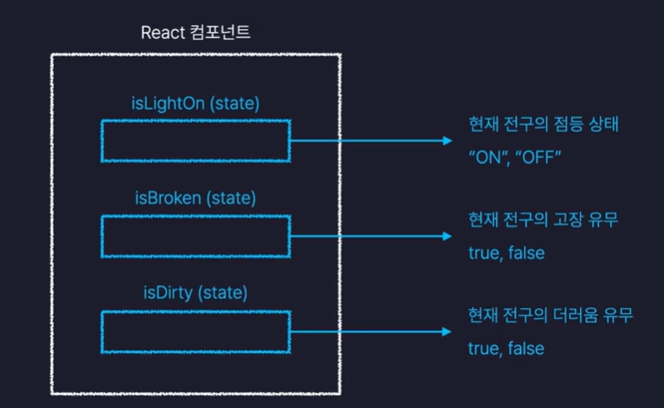 React 컴포넌트
isLightOn (state)
현재 전구의 점등 상태
“ON”, “OFF”
isBroken (state)
현재 전구의 고장 유무
true, false
isDirty (state)
현재 전구의 더러움 유무
true, false